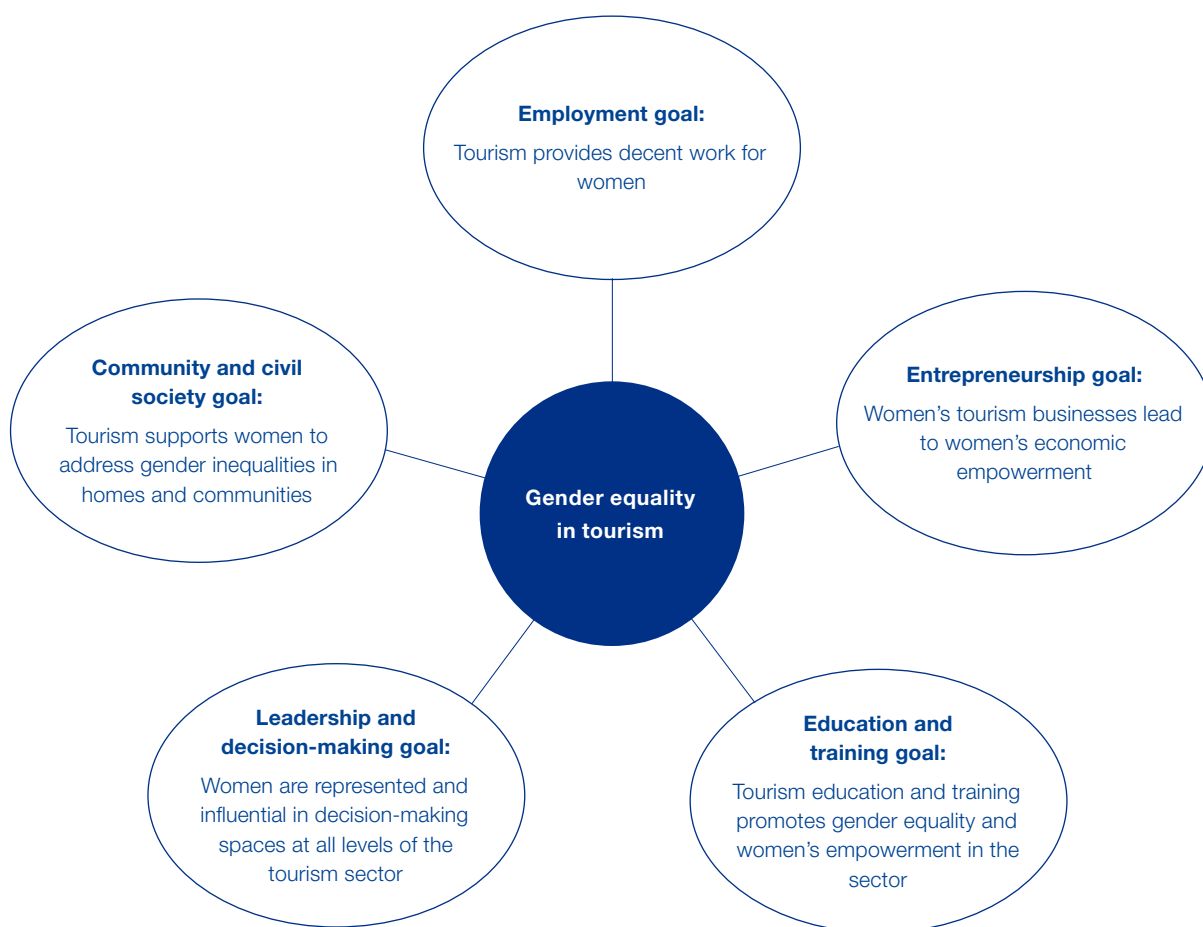 Employment goal:
Tourism provides decent work for
women
Community and civil
society goal:
Tourism supports women to
address gender inequalities in
homes and communities
Entrepreneurship goal:
Women’s tourism businesses lead
to women’s economic
empowerment
Gender equality
in tourism
Leadership and
decision-making goal:
Women are represented and
influential in decision-making
spaces at all levels of the
tourism sector
Education and
training goal:
Tourism education and training
promotes gender equality and
women’s empowerment in the
sector